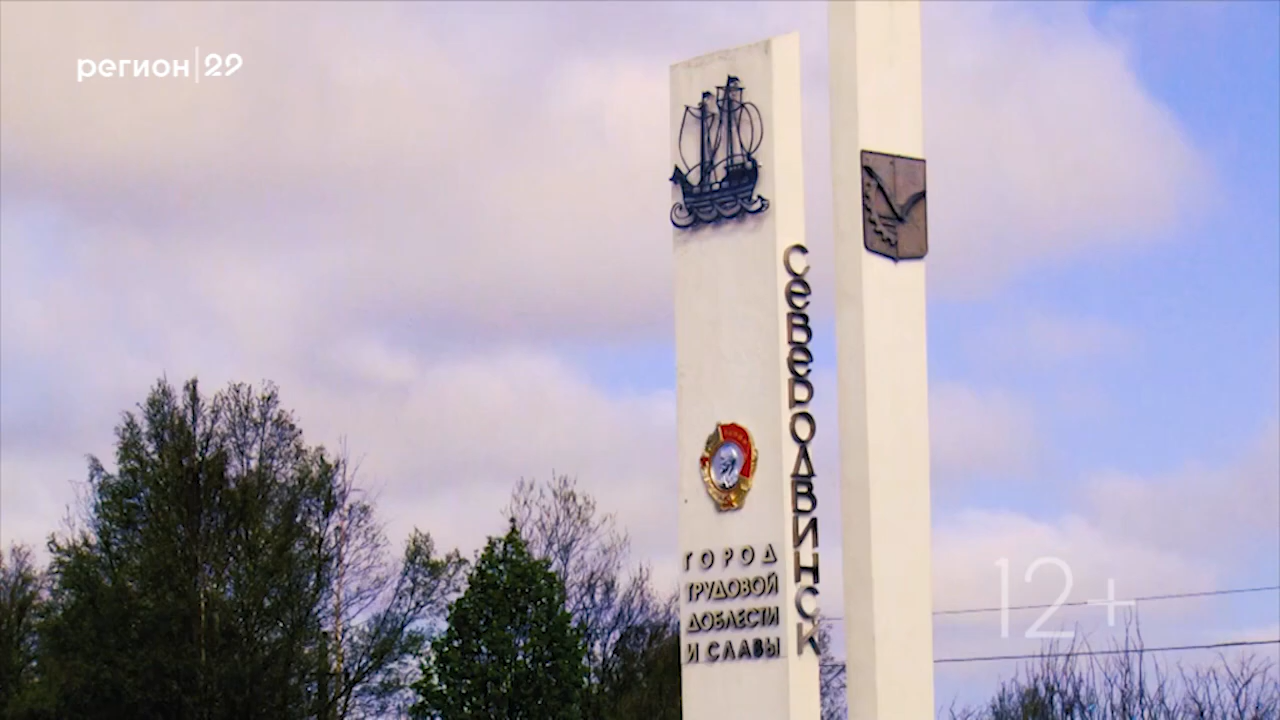 регион|29
СЕВЕРОДВИНСК
ГОРОД
ТРУДОВОЙ
ДОБЛЕСТИ
И СЛАВЫ
12+